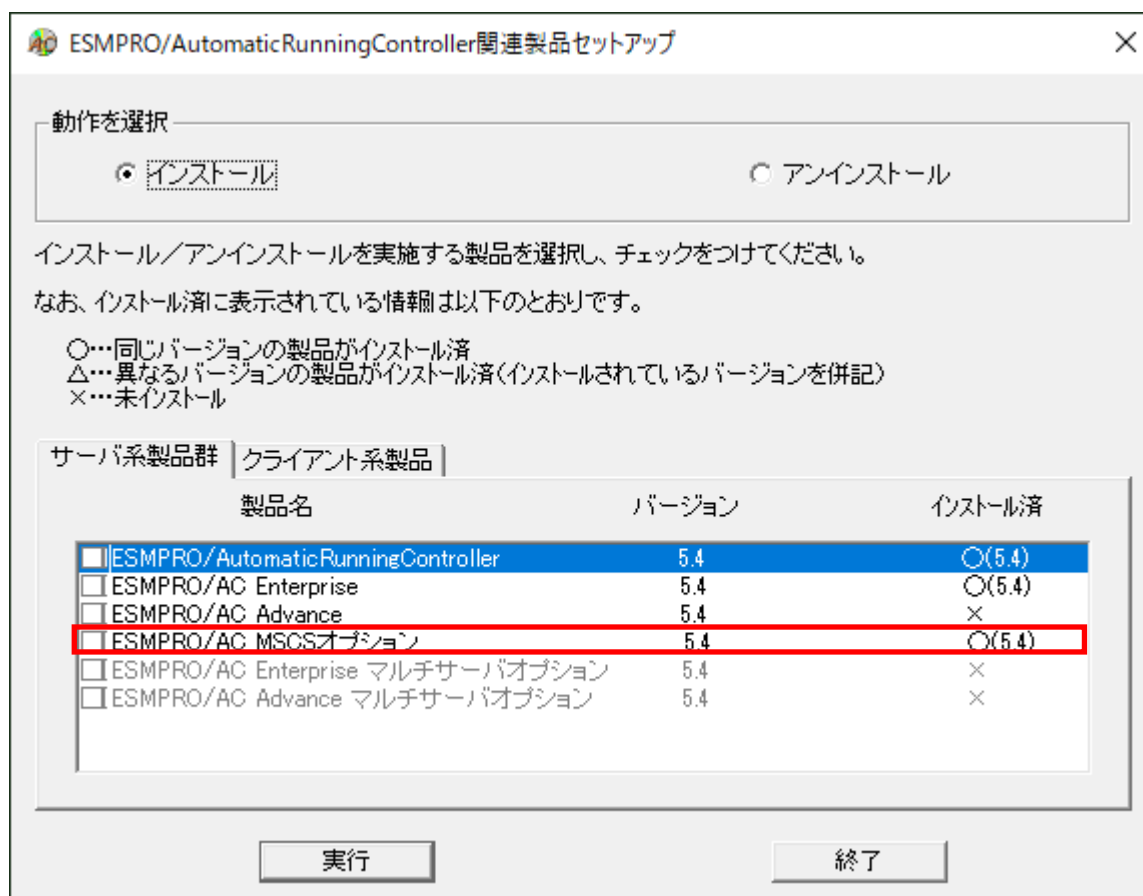 ESMPRO/AutomaticRunningController関連製品セットアップ
動作を選択
インストール アンインストール
インストール／アンインストールを実施する製品を選択し、チェックをつけてください。
なお、インストール済に表示されている情報は以下のとおりです。
○…同じバージョンの製品がインストール済
△…異なるバージョンの製品がインストール済(インストールされているバージョンを併記)
×…未インストール
サーバ系製品群 クライアント系製品
製品名 バージョン インストール済
ESMPRO/AutomaticRunningController 5.4 ○(5.4)
ESMPRO/AC Enterprise 5.4 ○(5.4)
ESMPRO/AC Advance 5.4 ×
ESMPRO/AC MSCSオプション 5.4 ○(5.4)
ESMPRO/AC Enterprise マルチサーバオプション 5.4 ×
ESMPRO/AC Advance マルチサーバオプション 5.4 ×
実行 終了